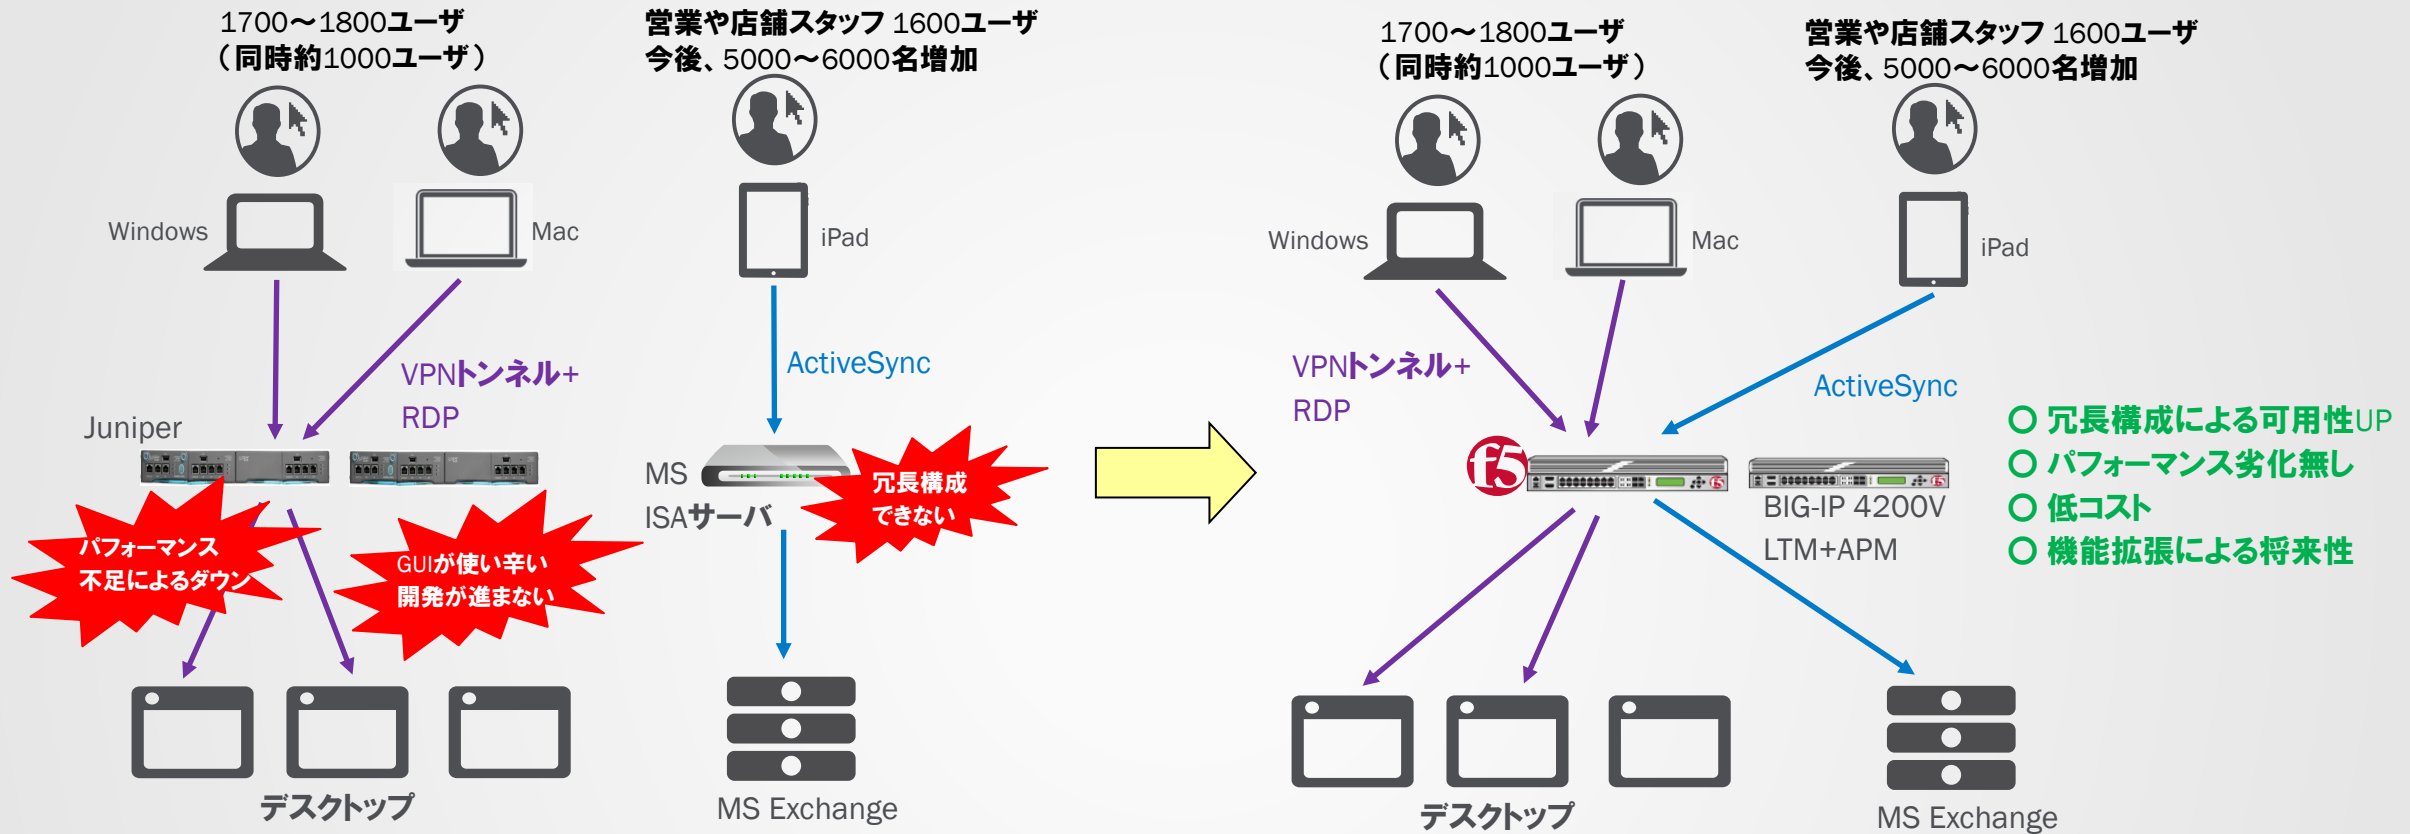 1700～1800ユーザ
（同時約1000ユーザ）
営業や店舗スタッフ 1600ユーザ
今後、5000～6000名増加
Windows
Mac
iPad
VPNトンネル+
RDP
ActiveSync
Juniper
MS
ISAサーバ
冗長構成
できない
パフォーマンス
不足によるダウン
GUIが使い辛い
開発が進まない
デスクトップ
MS Exchange
1700～1800ユーザ
（同時約1000ユーザ）
営業や店舗スタッフ 1600ユーザ
今後、5000～6000名増加
Windows
Mac
iPad
VPNトンネル+
RDP
ActiveSync
f5
BIG-IP 4200V
LTM+APM
○ 冗長構成による可用性UP
○ パフォーマンス劣化無し
○ 低コスト
○ 機能拡張による将来性
デスクトップ
MS Exchange